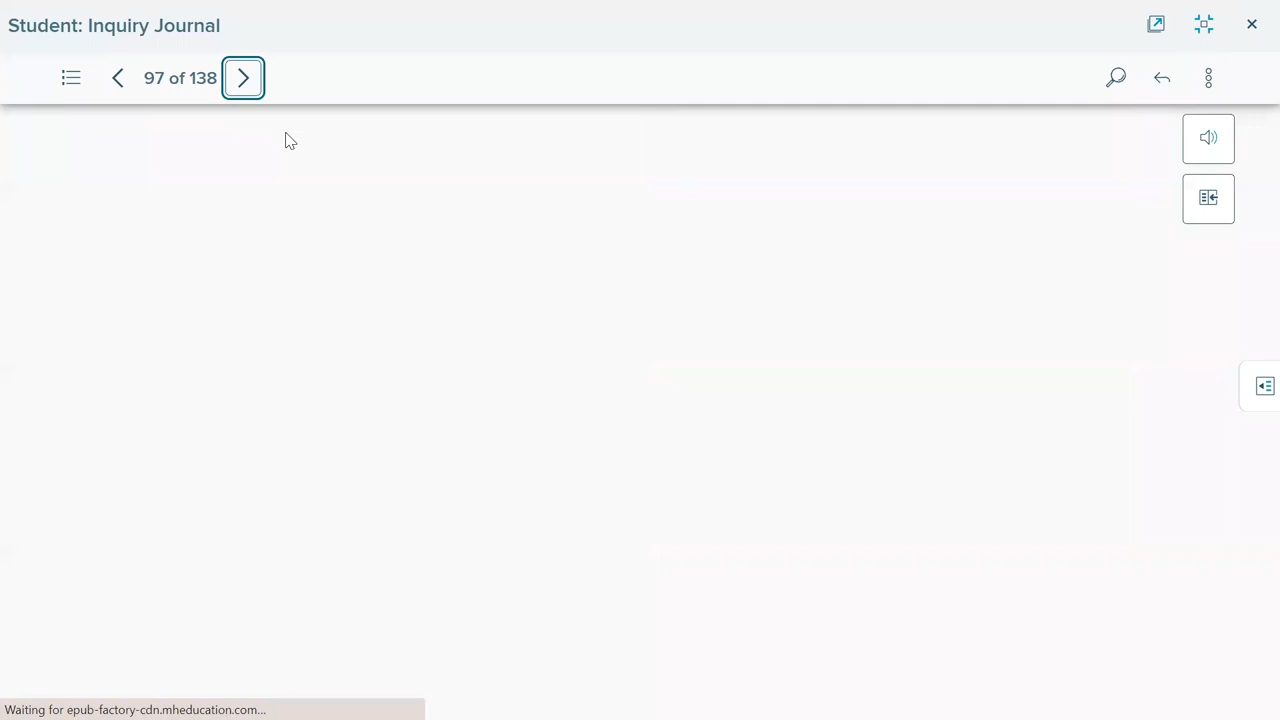 Student: Inquiry Journal
97 of 138
Waiting for epub-factory-cdn.mheducation.com...